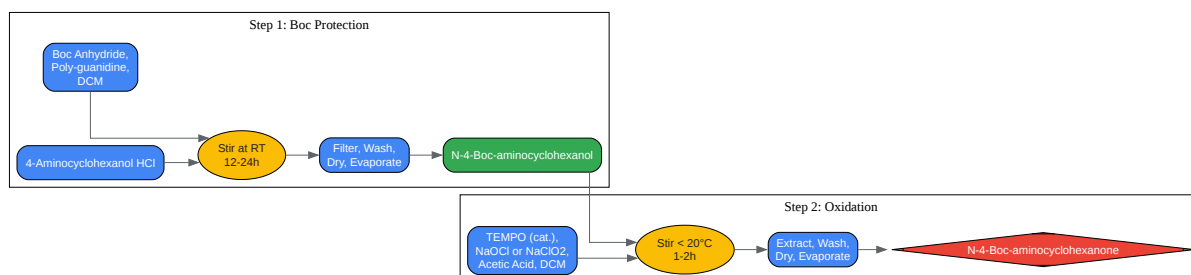 Step 1: Boc Protection
Boc Anhydride,
Poly-guanidine,
DCM
4-Aminocyclohexanol HCl
Stir at RT
12-24h
Filter, Wash,
Dry, Evaporate
N-4-Boc-aminocyclohexanol
Step 2: Oxidation
TEMPO (cat.),
NaOCl or NaClO2,
Acetic Acid, DCM
Stir < 20°C
1-2h
Extract, Wash,
Dry, Evaporate
N-4-Boc-aminocyclohexanone